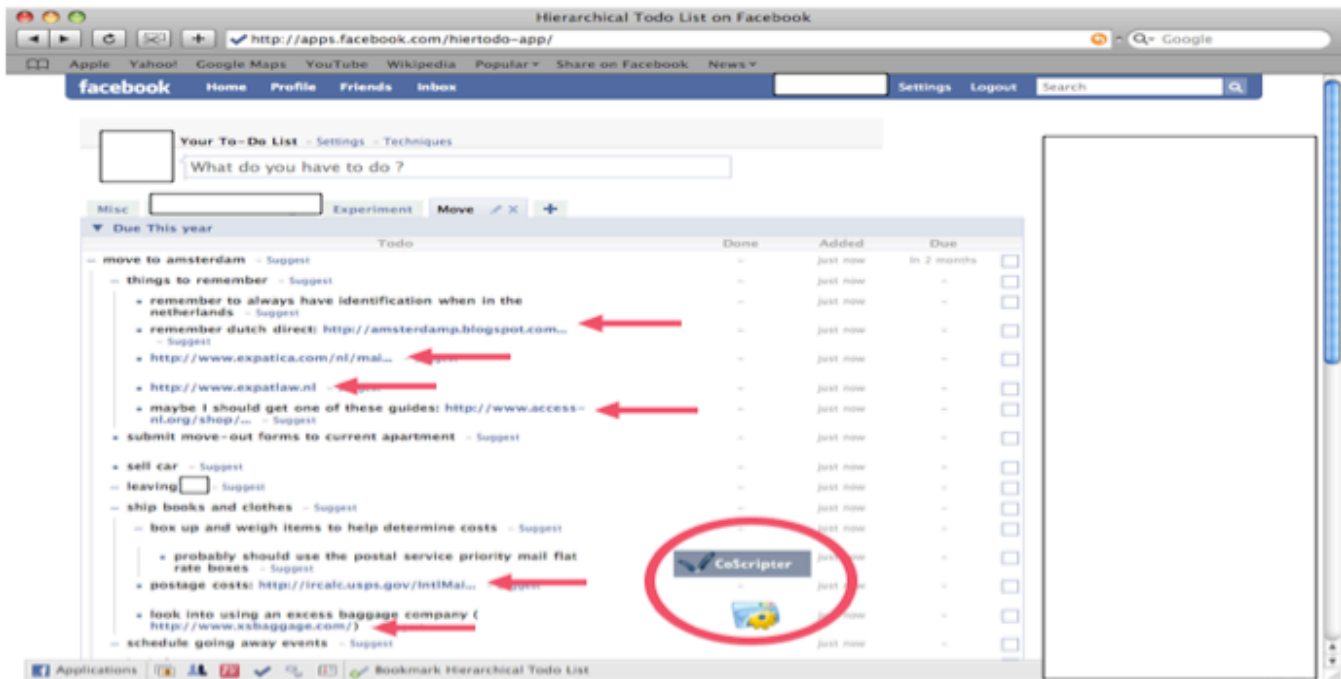 Hierarchical Todo List on Facebook
http://apps.facebook.com/hiertodo-app/
Google
Apple Yahoo! Google Maps YouTube Wikipedia Popular Share on Facebook News
facebook Home Profile Friends Inbox Settings Logout Search
Your To-Do List - Settings - Techniques
What do you have to do ?
Misc Experiment Move
Due This year
Todo Done Added Due
move to amsterdam - Suggest just now In 2 months
things to remember - Suggest just now
remember to always have identification when in the just now
netherlands - Suggest
remember dutch direct: http://amsterdamp.blogspot.com... just now
- Suggest
http://www.expatica.com/nl/mai... just now
http://www.expatlaw.nl just now
maybe I should get one of these guides: http://www.access- just now
nl.org/shop/... - Suggest
submit move-out forms to current apartment - Suggest just now
sell car - Suggest just now
leaving - Suggest just now
ship books and clothes - Suggest just now
box up and weigh items to help determine costs - Suggest just now
probably should use the postal service priority mail flat just now
rate boxes - Suggest
CoScripter
postage costs: http://ircalc.usps.gov/IntlMai... just now
look into using an excess baggage company ( just now
http://www.xsbaggage.com/)
schedule going away events - Suggest just now
Applications Bookmark Hierarchical Todo List